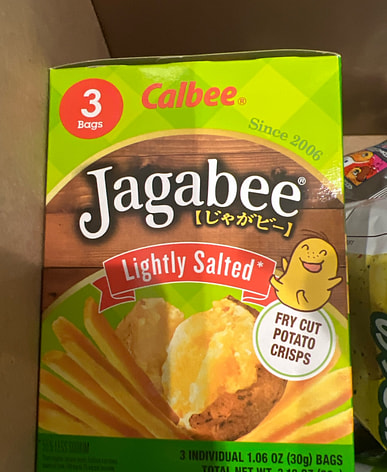 3
Bags
Calbee®
Since 2006
Jagabee®
【じゃがビー】
Lightly Salted*
FRY CUT
POTATO
CRISPS
3 INDIVIDUAL 1.06 OZ (30g) BAGS